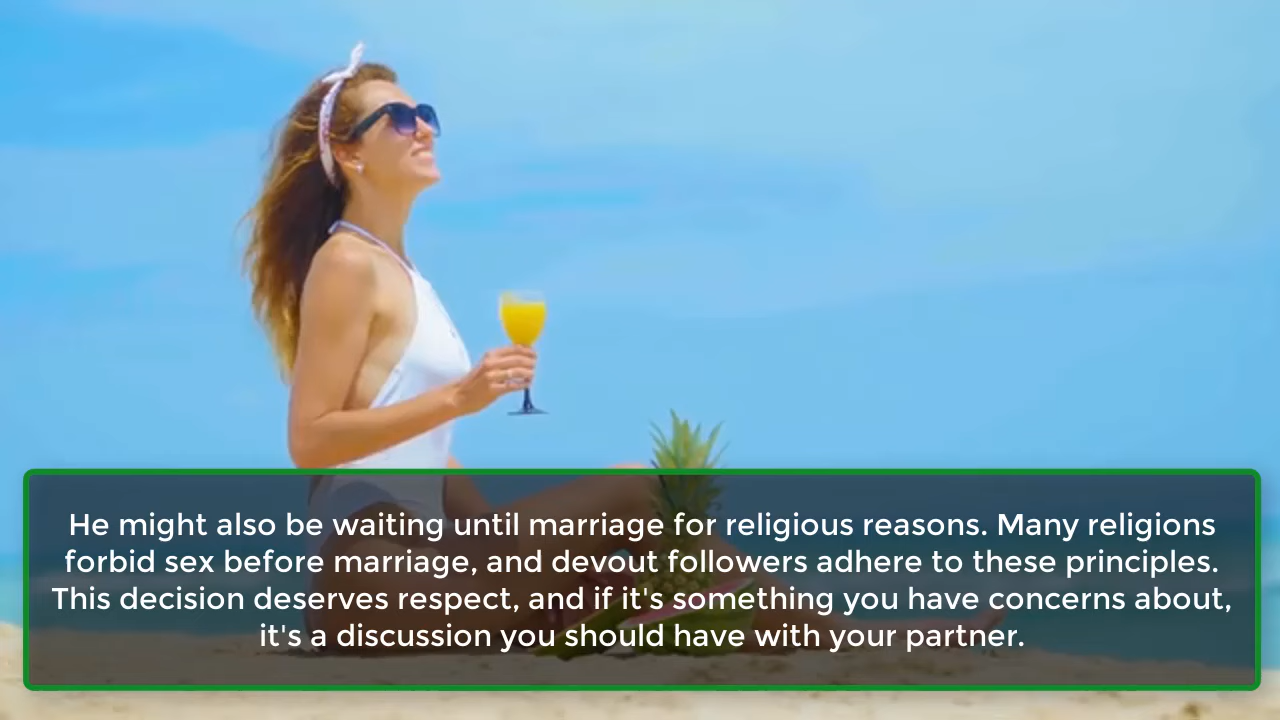 He might also be waiting until marriage for religious reasons. Many religions
forbid sex before marriage, and devout followers adhere to these principles.
This decision deserves respect, and if it's something you have concerns about,
it's a discussion you should have with your partner.